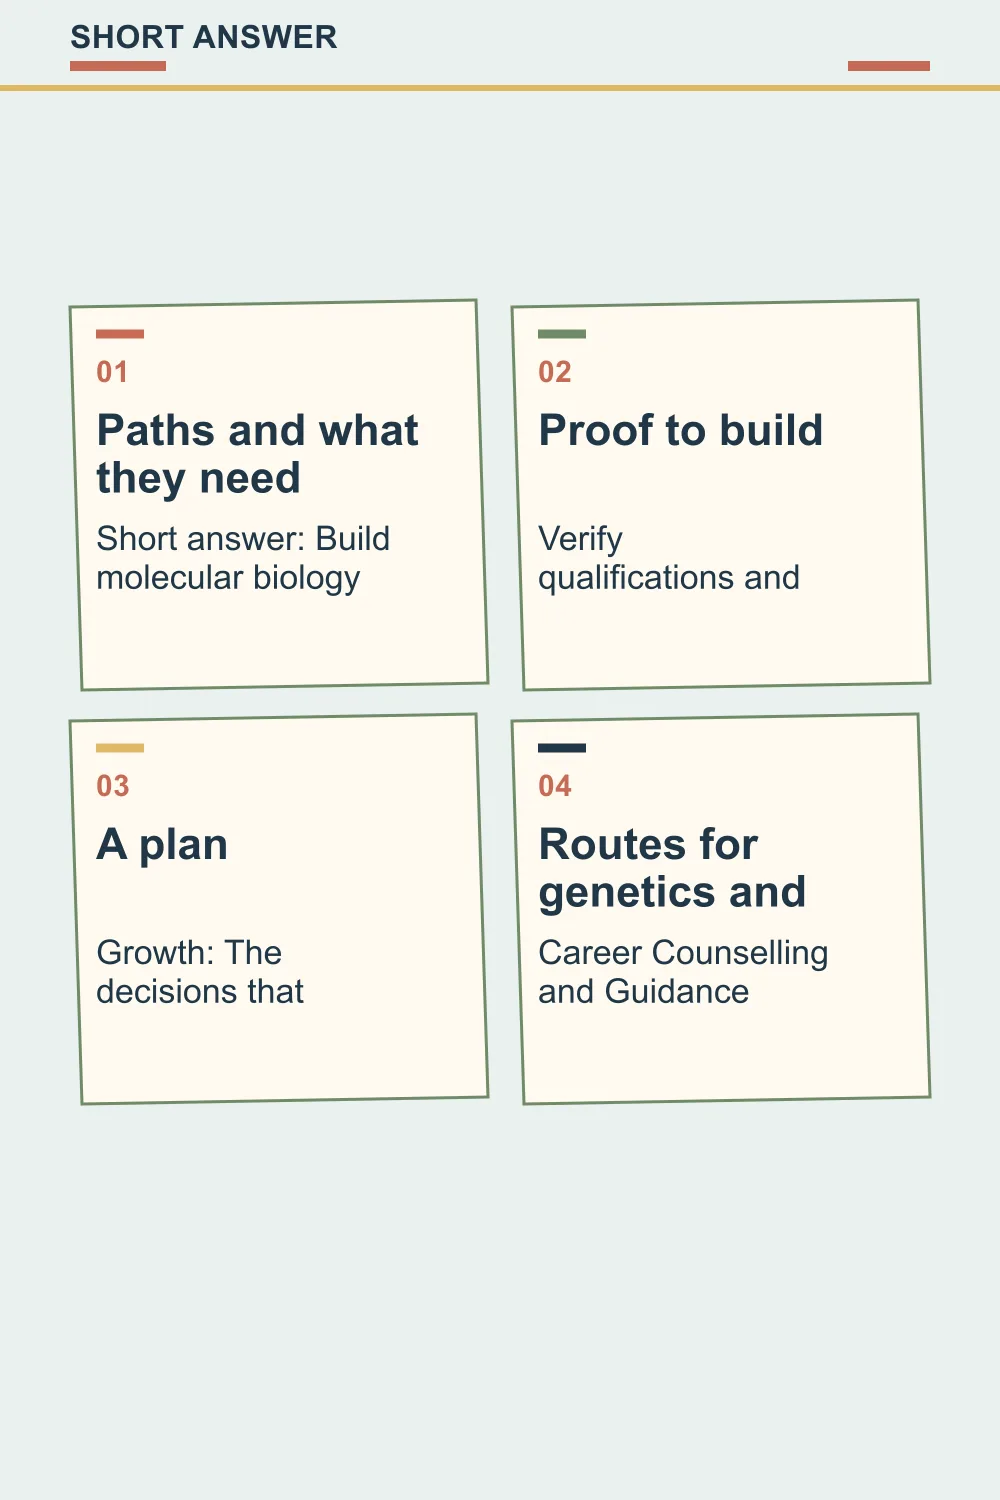 SHORT ANSWER
01
Paths and what
they need
Short answer: Build
molecular biology
02
Proof to build
Verify
qualifications and
03
A plan
Growth: The
decisions that
04
Routes for
genetics and
Career Counselling
and Guidance